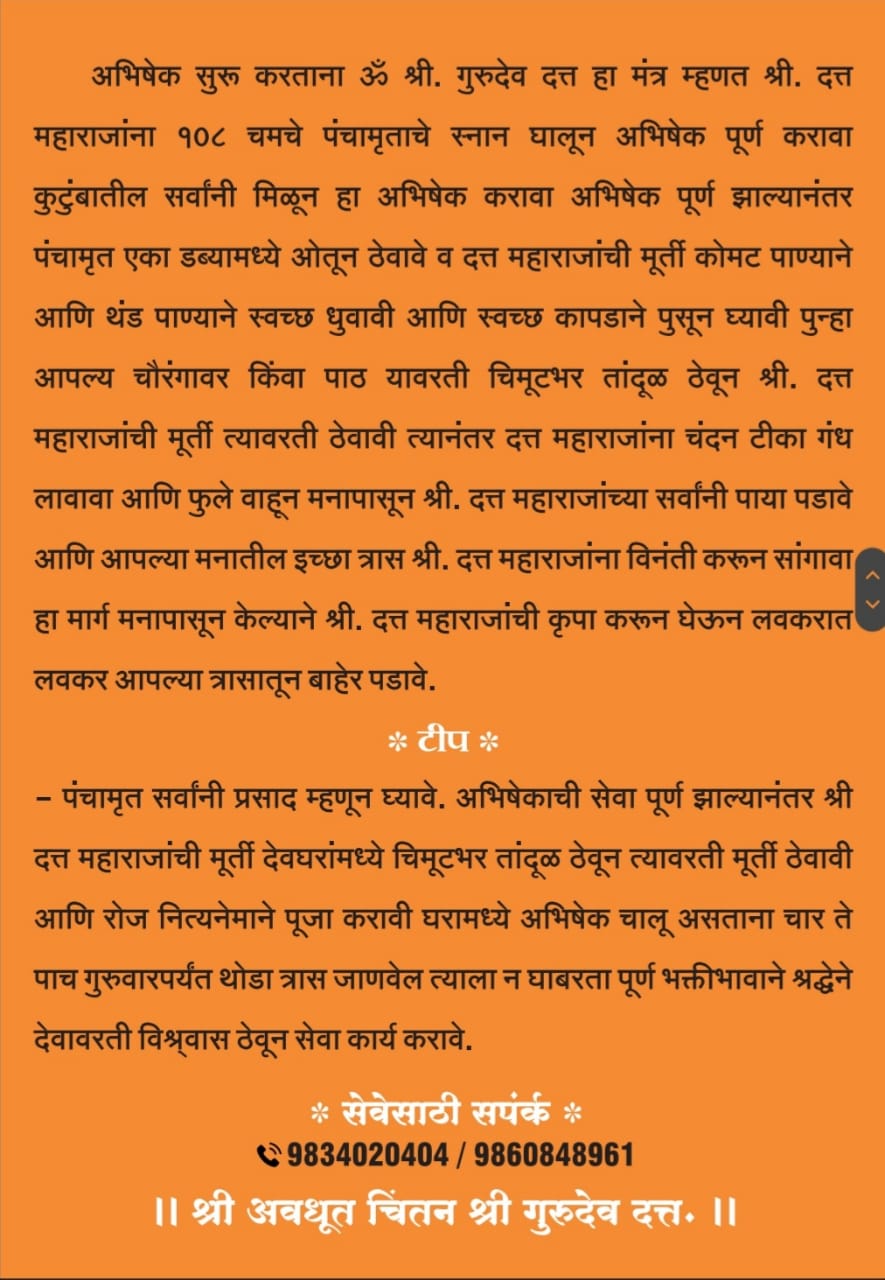 अभिषेक सुरू करताना ॐ श्री. गुरुदेव दत्त हा मंत्र म्हणत श्री. दत्त
महाराजांना १०८ चमचे पंचामृताचे स्नान घालून अभिषेक पूर्ण करावा
कुटुंबातील सर्वांनी मिळून हा अभिषेक करावा अभिषेक पूर्ण झाल्यानंतर
पंचामृत एका डब्यामध्ये ओतून ठेवावे व दत्त महाराजांची मूर्ती कोमट पाण्याने
आणि थंड पाण्याने स्वच्छ धुवावी आणि स्वच्छ कापडाने पुसून घ्यावी पुन्हा
आपल्य चौरंगावर किंवा पाठ यावरती चिमूटभर तांदूळ ठेवून श्री. दत्त
महाराजांची मूर्ती त्यावरती ठेवावी त्यानंतर दत्त महाराजांना चंदन टीका गंध
लावावा आणि फुले वाहून मनापासून श्री. दत्त महाराजांच्या सर्वांनी पाया पडावे
आणि आपल्या मनातील इच्छा त्रास श्री. दत्त महाराजांना विनंती करून सांगावा
हा मार्ग मनापासून केल्याने श्री. दत्त महाराजांची कृपा करून घेऊन लवकरात
लवकर आपल्या त्रासातून बाहेर पडावे.
* टीप *
– पंचामृत सर्वांनी प्रसाद म्हणून घ्यावे. अभिषेकाची सेवा पूर्ण झाल्यानंतर श्री
दत्त महाराजांची मूर्ती देवघरांमध्ये चिमूटभर तांदूळ ठेवून त्यावरती मूर्ती ठेवावी
आणि रोज नित्यनेमाने पूजा करावी घरामध्ये अभिषेक चालू असताना चार ते
पाच गुरुवारपर्यंत थोडा त्रास जाणवेल त्याला न घाबरता पूर्ण भक्तीभावाने श्रद्धेने
देवावरती विश्र्वास ठेवून सेवा कार्य करावे.
* सेवेसाठी सपंर्क *
9834020404 / 9860848961
|| श्री अवधूत चिंतन श्री गुरुदेव दत्त. ||